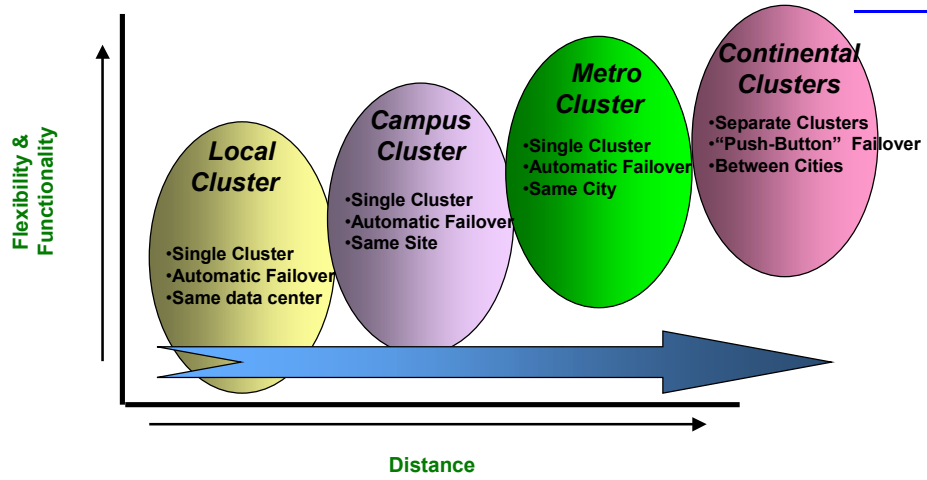 Flexibility &
Functionality
Local
Cluster
•Single Cluster
•Automatic Failover
•Same data center
Campus
Cluster
•Single Cluster
•Automatic Failover
•Same Site
Metro
Cluster
•Single Cluster
•Automatic Failover
•Same City
Continental
Clusters
•Separate Clusters
•“Push-Button” Failover
•Between Cities
Distance